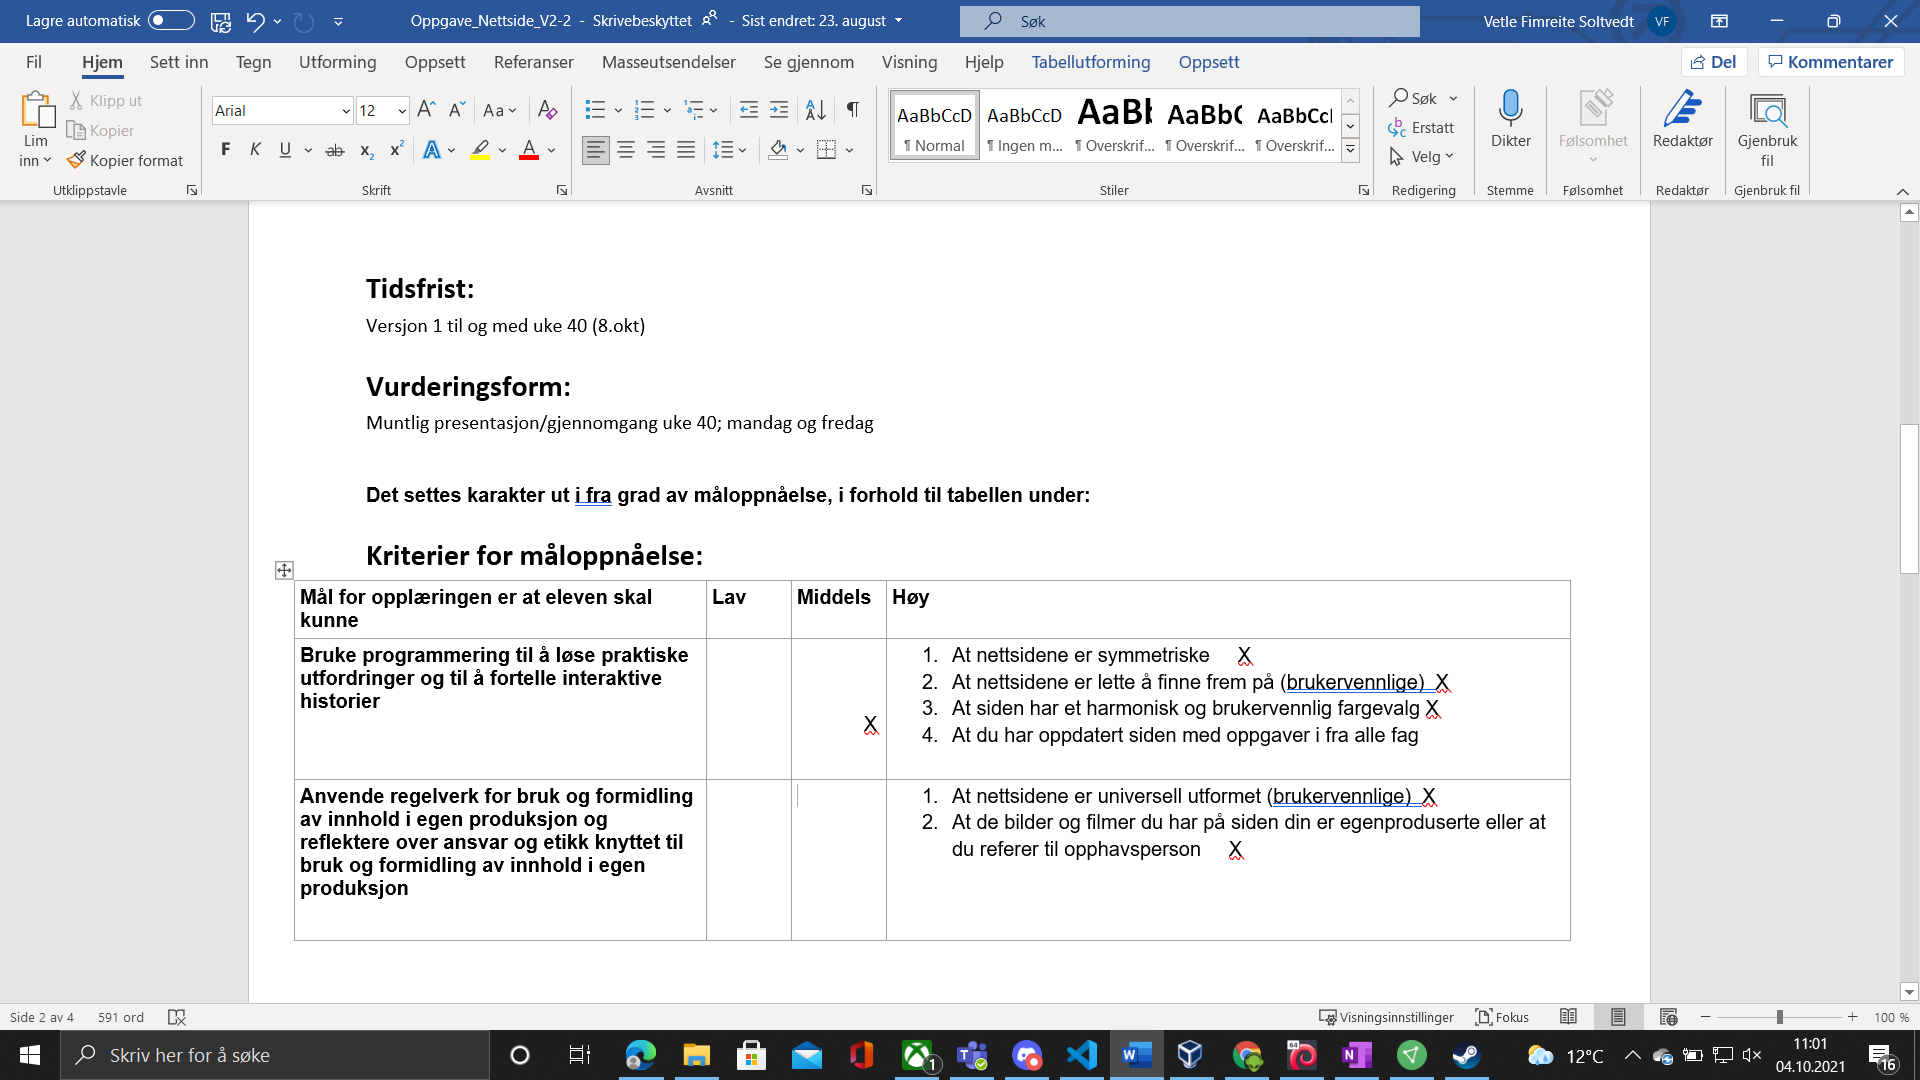 Lagre automatisk
Oppgave_Nettside_V2-2 - Skrivebeskyttet - Sist endret: 23. august
Søk
Vetle Fimreite Soltvedt VF
Fil Hjem Sett inn Tegn Utforming Oppsett Referanser Masseutsendelser Se gjennom Visning Hjelp Tabellutforming Oppsett Del Kommentarer
Lim inn
Klipp ut
Kopier
Kopier format
Utklippstavle
Arial 12
Aa
F K U ab x2 x2 A A
Skrift
Avsnitt
AaBbCcD AaBbCcD AaBb AaBbC AaBbCcI
¶ Normal ¶ Ingen m... ¶ Overskrif... ¶ Overskrif... ¶ Overskrif...
Stiler
Søk
Erstatt
Velg
Redigering
Dikter
Stemme
Følsomhet
Følsomhet
Redaktør
Redaktør
Gjenbruk fil
Gjenbruk fil
Tidsfrist:
Versjon 1 til og med uke 40 (8.okt)
Vurderingsform:
Muntlig presentasjon/gjennomgang uke 40; mandag og fredag
Det settes karakter ut i fra grad av måloppnåelse, i forhold til tabellen under:
Kriterier for måloppnåelse:
Mål for opplæringen er at eleven skal
kunne
Lav
Middels
Høy
Bruke programmering til å løse praktiske
utfordringer og til å fortelle interaktive
historier
X
1. At nettsidene er symmetriske X
2. At nettsidene er lette å finne frem på (brukervennlige) X
3. At siden har et harmonisk og brukervennlig fargevalg X
4. At du har oppdatert siden med oppgaver i fra alle fag
Anvende regelverk for bruk og formidling
av innhold i egen produksjon og
reflektere over ansvar og etikk knyttet til
bruk og formidling av innhold i egen
produksjon
1. At nettsidene er universell utformet (brukervennlige) X
2. At de bilder og filmer du har på siden din er egenproduserte eller at
du referer til opphavsperson X
Side 2 av 4 591 ord
Visningsinnstillinger Fokus 100 %
Skriv her for å søke
1
64
12°C
11:01
04.10.2021
16